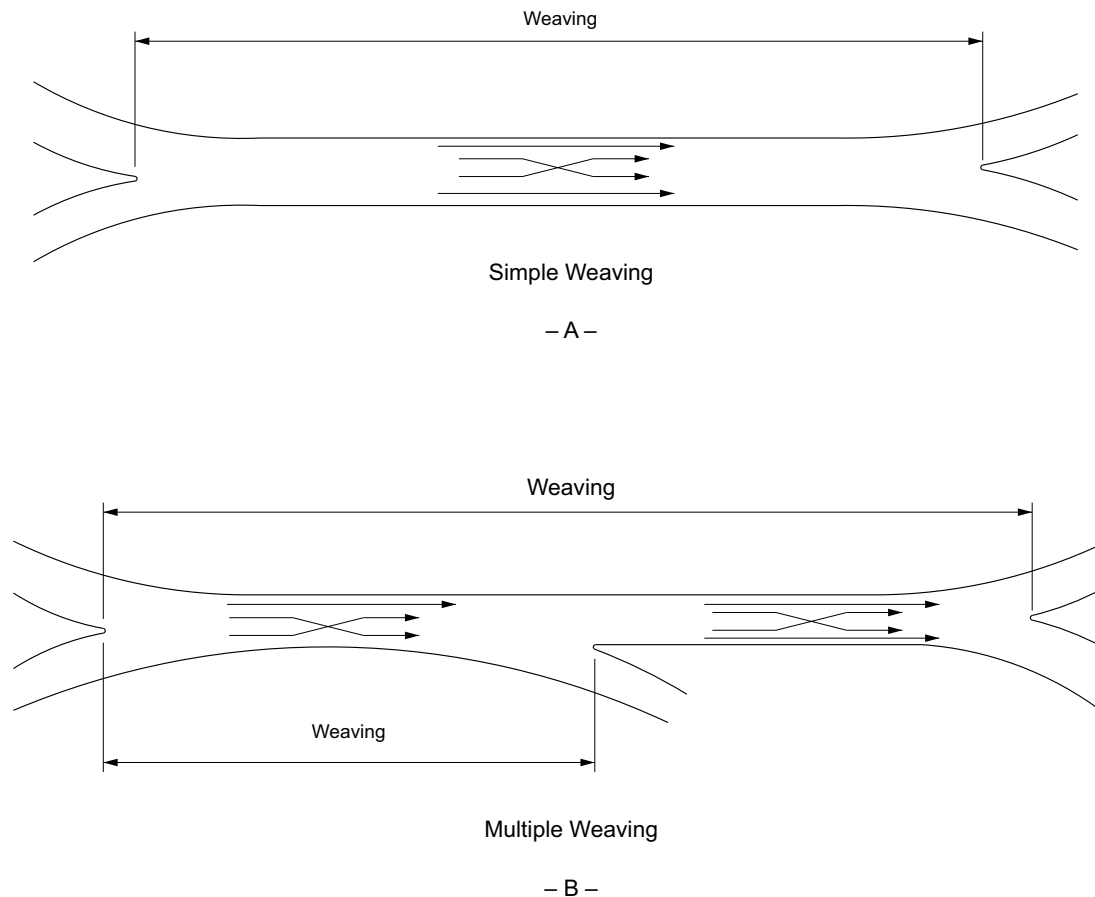 Weaving
Simple Weaving
– A –
Weaving
Weaving
Multiple Weaving
– B –